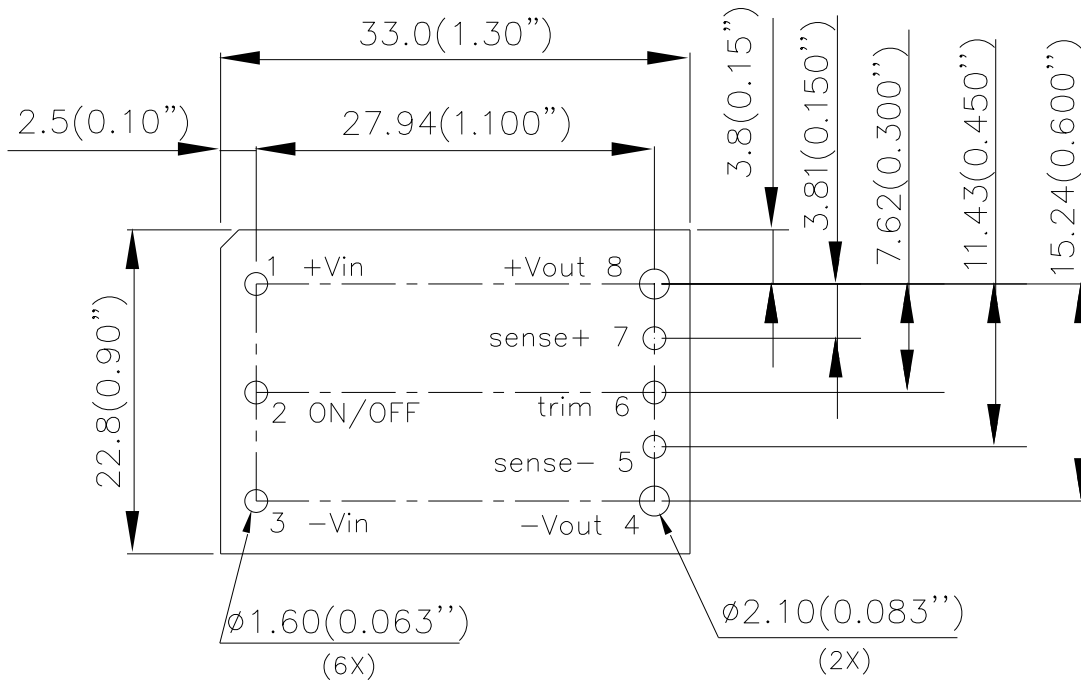 33.0(1.30”)
2.5(0.10”)
27.94(1.100”)
3.8(0.15”)
3.81(0.150”)
7.62(0.300’’)
11.43(0.450’’)
15.24(0.600’’)
22.8(0.90”)
1 +Vin
+Vout 8
sense+ 7
2 ON/OFF
trim 6
sense- 5
3 -Vin
-Vout 4
ø1.60(0.063’’)
(6X)
ø2.10(0.083’’)
(2X)